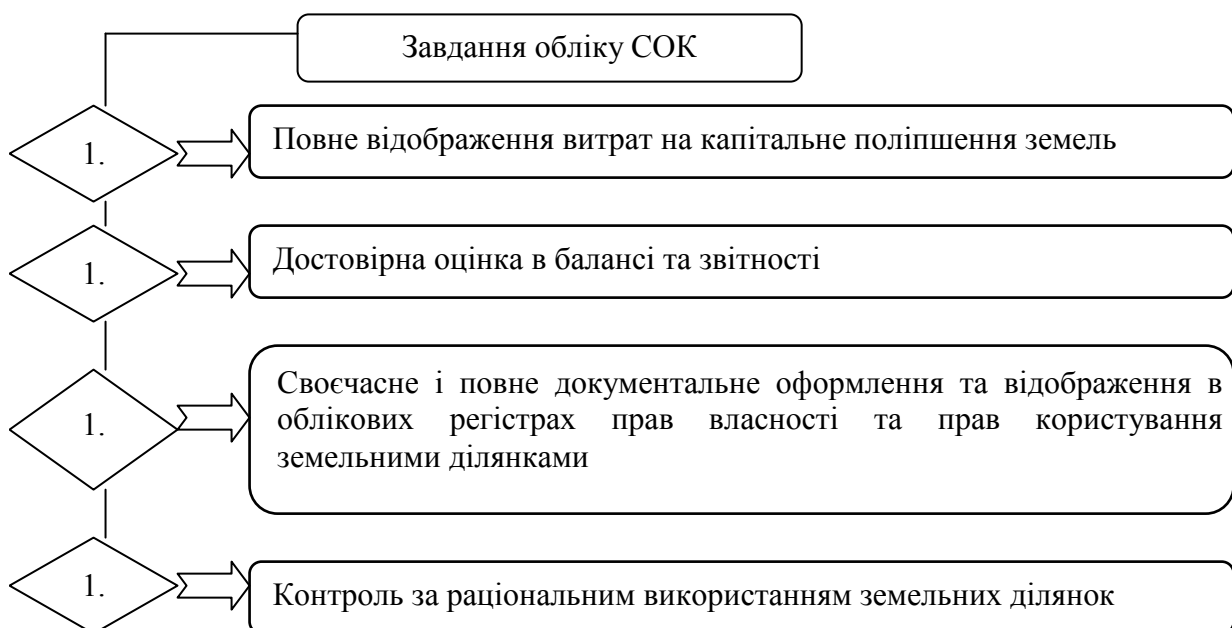 Завдання обліку СОК
1.
Повне відображення витрат на капітальне поліпшення земель
1.
Достовірна оцінка в балансі та звітності
1.
Своєчасне і повне документальне оформлення та відображення в
облікових регістрах прав власності та прав користування
земельними ділянками
1.
Контроль за раціональним використанням земельних ділянок